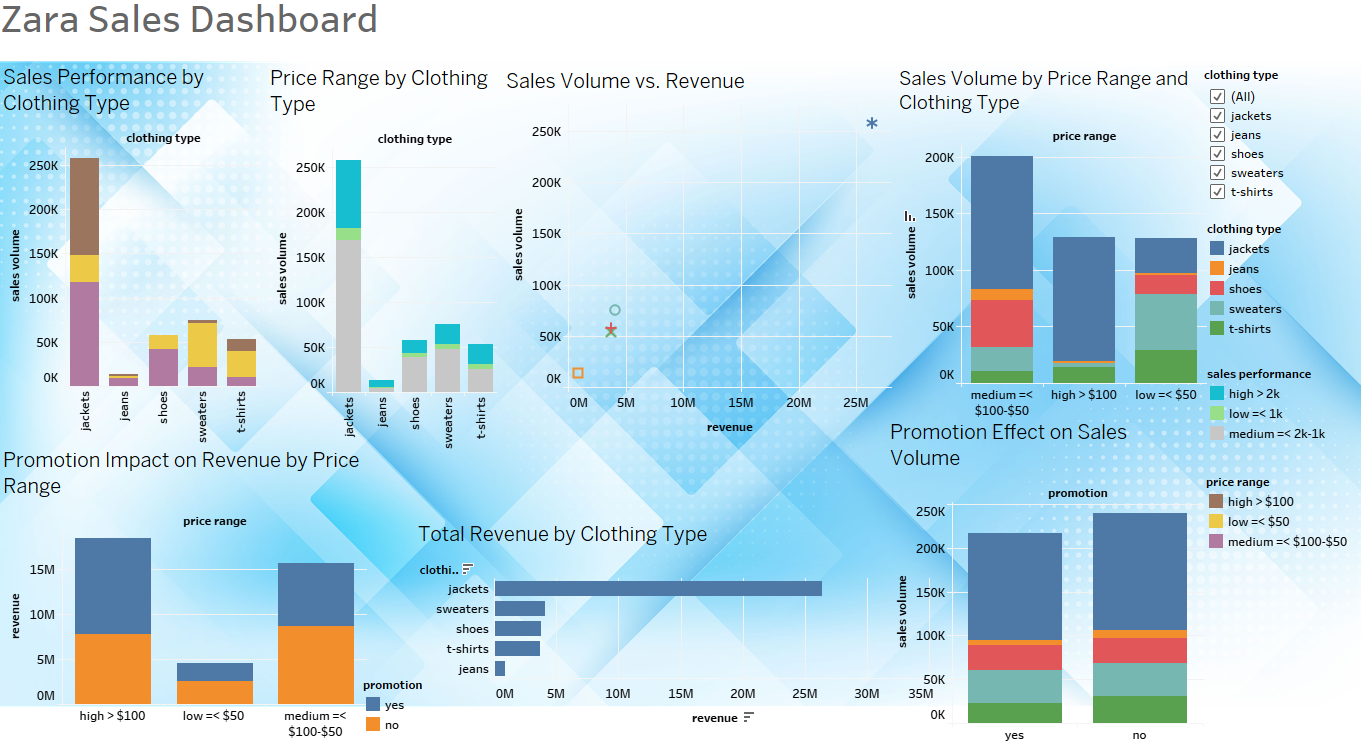 Zara Sales Dashboard
Sales Performance by
Clothing Type
clothing type
sales volume
250K
200K
150K
100K
50K
0K
jackets
jeans
shoes
sweaters
t-shirts
Price Range by Clothing
Type
clothing type
sales volume
250K
200K
150K
100K
50K
0K
jackets
jeans
shoes
sweaters
t-shirts
Sales Volume vs. Revenue
sales volume
250K
200K
150K
100K
50K
0K
0M 5M 10M 15M 20M 25M
revenue
Sales Volume by Price Range and
Clothing Type
price range
sales volume
200K
150K
100K
50K
0K
medium =<
$100-$50
high > $100
low =< $50
clothing type
(All)
jackets
jeans
shoes
sweaters
t-shirts
clothing type
jackets
jeans
shoes
sweaters
t-shirts
sales performance
high > 2k
low =< 1k
medium =< 2k-1k
price range
high > $100
low =< $50
medium =< $100-$50
Promotion Impact on Revenue by Price
Range
price range
revenue
15M
10M
5M
0M
high > $100
low =< $50
medium =<
$100-$50
promotion
yes
no
Total Revenue by Clothing Type
clothi..
jackets
sweaters
shoes
t-shirts
jeans
0M 5M 10M 15M 20M 25M 30M 35M
revenue
Promotion Effect on Sales
Volume
promotion
sales volume
250K
200K
150K
100K
50K
0K
yes no